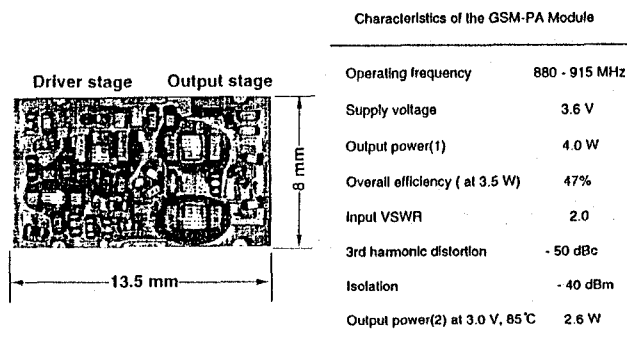 Characteristics of the GSM-PA Module
Driver stage Output stage
8 mm
13.5 mm
Operating frequency 880 - 915 MHz
Supply voltage 3.6 V
Output power(1) 4.0 W
Overall efficiency ( at 3.5 W) 47%
Input VSWR 2.0
3rd harmonic distortion - 50 dBc
Isolation - 40 dBm
Output power(2) at 3.0 V, 85℃ 2.6 W